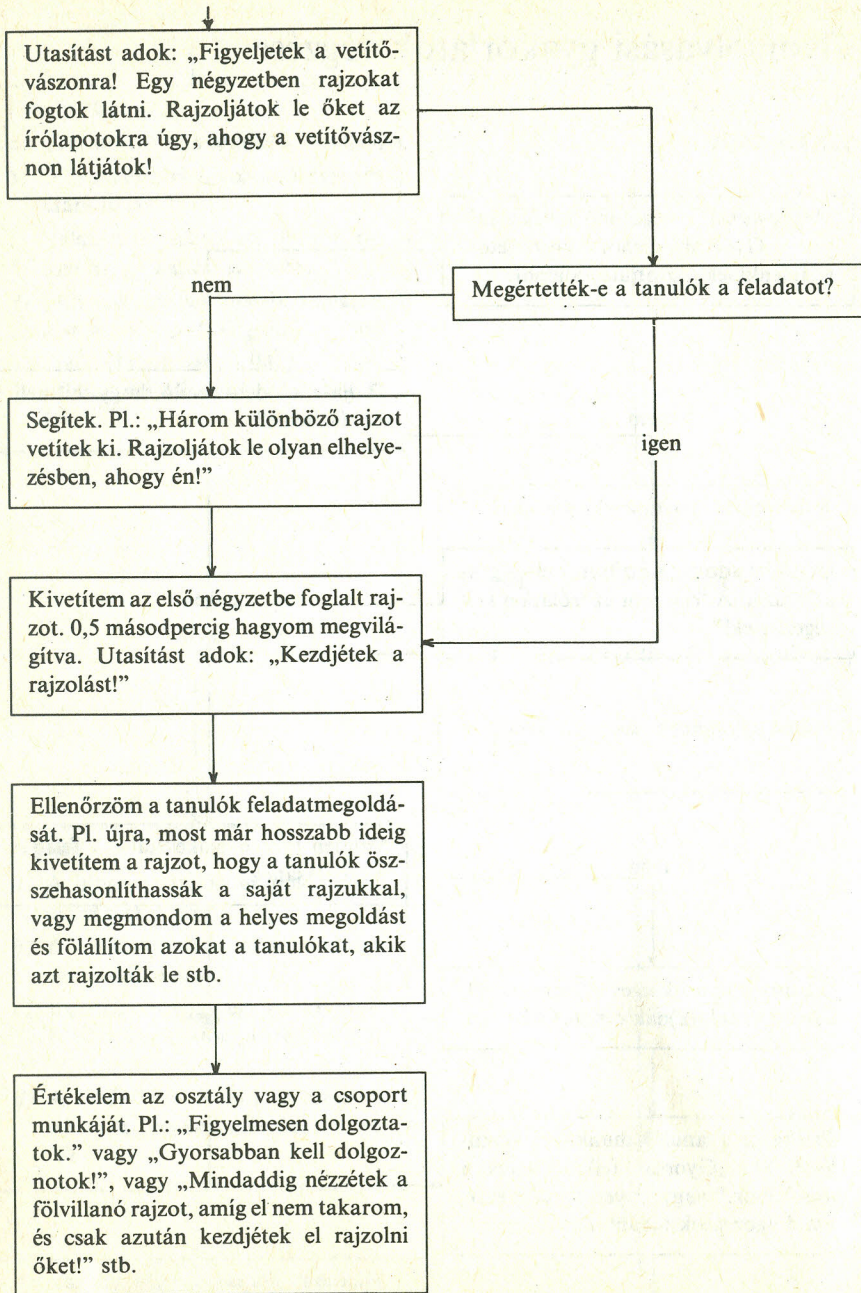 Utasítást adok: „Figyeljetek a vetítő-
vászonra! Egy négyzetben rajzokat
fogtok látni. Rajzoljátok le őket az
írólapotokra úgy, ahogy a vetítővász-
non látjátok!
Megértették-e a tanulók a feladatot?
nem
igen
Segítek. Pl.: „Három különböző rajzot
vetítek ki. Rajzoljátok le olyan elhelye-
zésben, ahogy én!”
Kivetítem az első négyzetbe foglalt raj-
zot. 0,5 másodpercig hagyom megvilá-
gítva. Utasítást adok: „Kezdjétek a
rajzolást!”
Ellenőrzöm a tanulók feladatmegoldá-
sát. Pl. újra, most már hosszabb ideig
kivetítem a rajzot, hogy a tanulók ösz-
szehasonlíthassák a saját rajzukkal,
vagy megmondom a helyes megoldást
és fölállítom azokat a tanulókat, akik
azt rajzolták le stb.
Értékelem az osztály vagy a csoport
munkáját. Pl.: „Figyelmesen dolgozta-
tok.” vagy „Gyorsabban kell dolgoz-
notok!”, vagy „Mindaddig nézzétek a
fölvillanó rajzot, amíg el nem takarom,
és csak azután kezdjétek el rajzolni
őket!” stb.